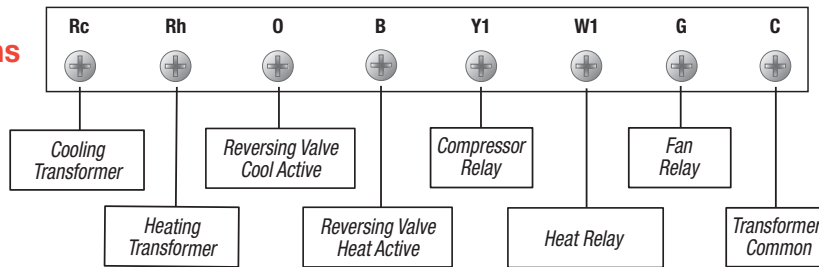 Rc Rh O B Y1 W1 G C
Cooling
Transformer
Reversing Valve
Cool Active
Compressor
Relay
Fan
Relay
Heating
Transformer
Reversing Valve
Heat Active
Heat Relay
Transformer
Common